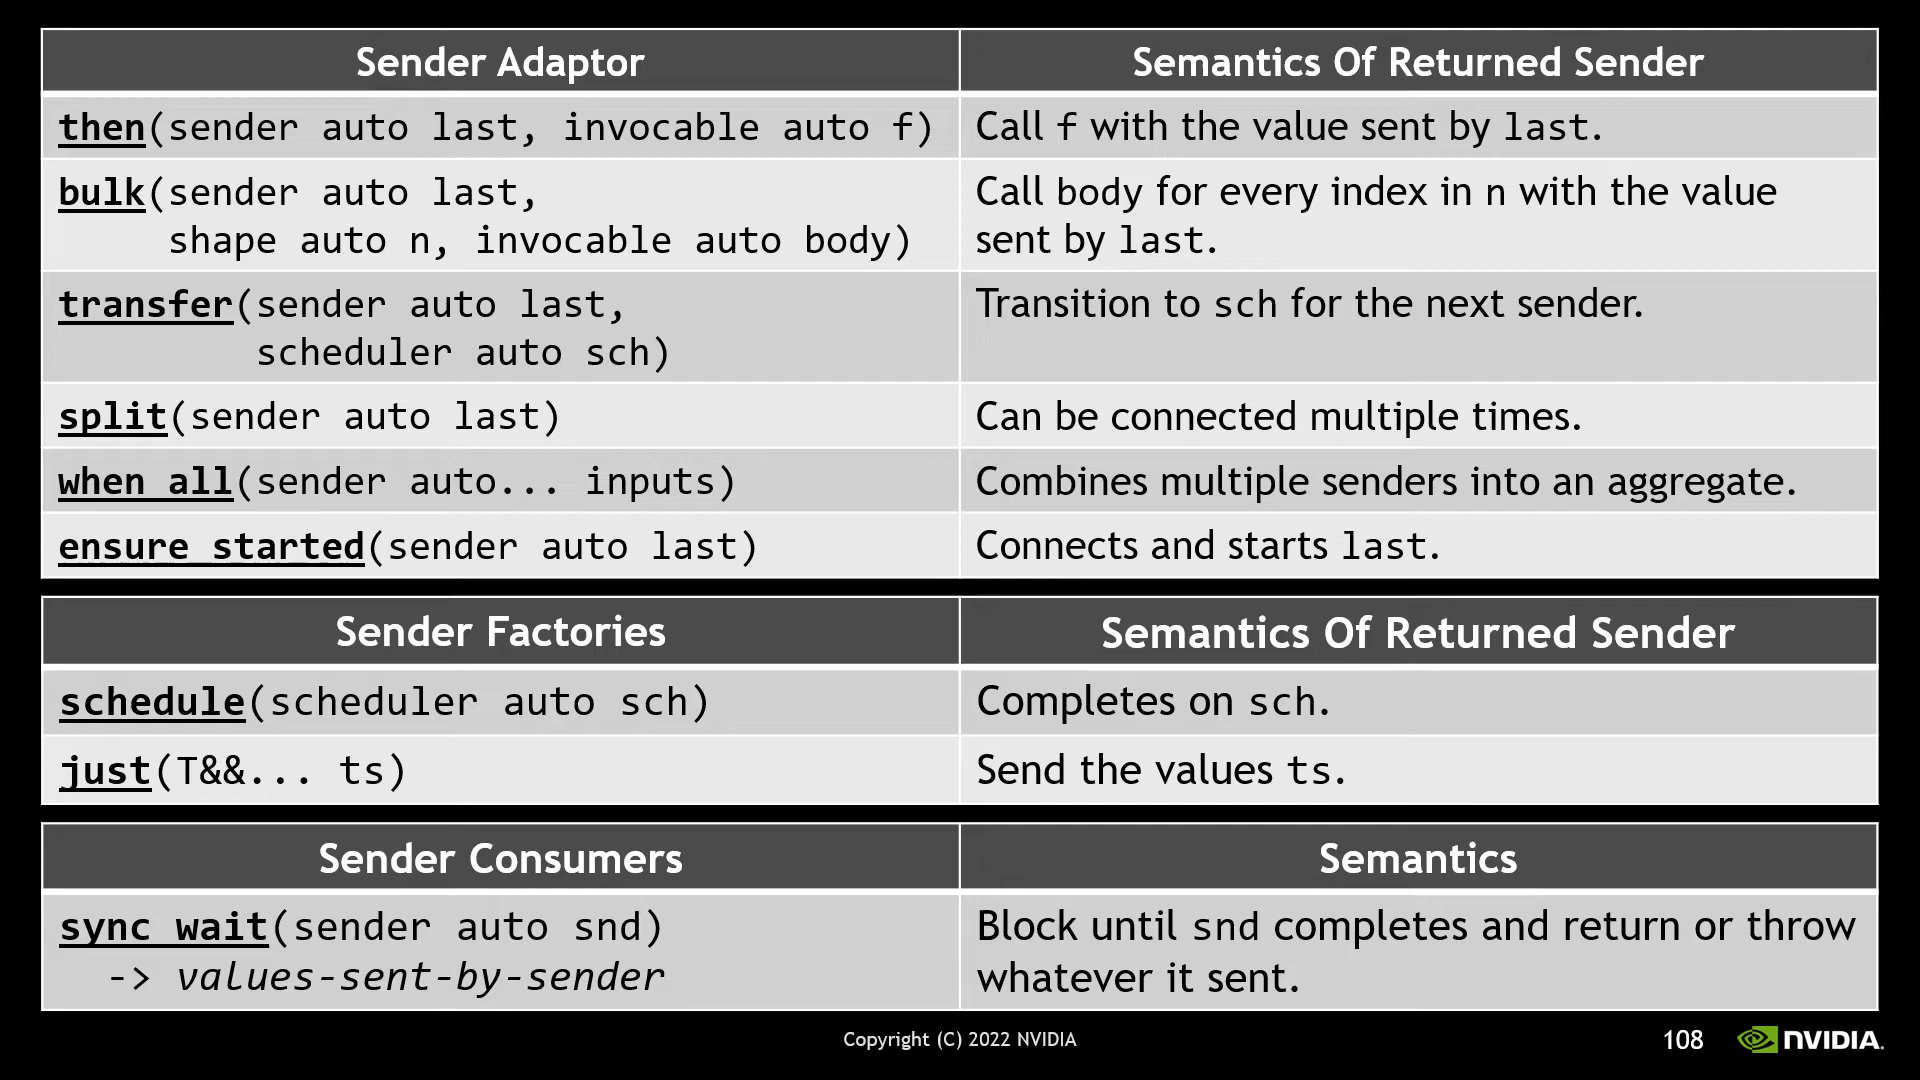 Sender Adaptor
Semantics Of Returned Sender
then(sender auto last, invocable auto f)
Call f with the value sent by last.
bulk(sender auto last,
shape auto n, invocable auto body)
Call body for every index in n with the value
sent by last.
transfer(sender auto last,
scheduler auto sch)
Transition to sch for the next sender.
split(sender auto last)
Can be connected multiple times.
when_all(sender auto... inputs)
Combines multiple senders into an aggregate.
ensure_started(sender auto last)
Connects and starts last.
Sender Factories
Semantics Of Returned Sender
schedule(scheduler auto sch)
Completes on sch.
just(T&&... ts)
Send the values ts.
Sender Consumers
Semantics
sync_wait(sender auto snd)
-> values-sent-by-sender
Block until snd completes and return or throw
whatever it sent.
Copyright (C) 2022 NVIDIA
108
NVIDIA.